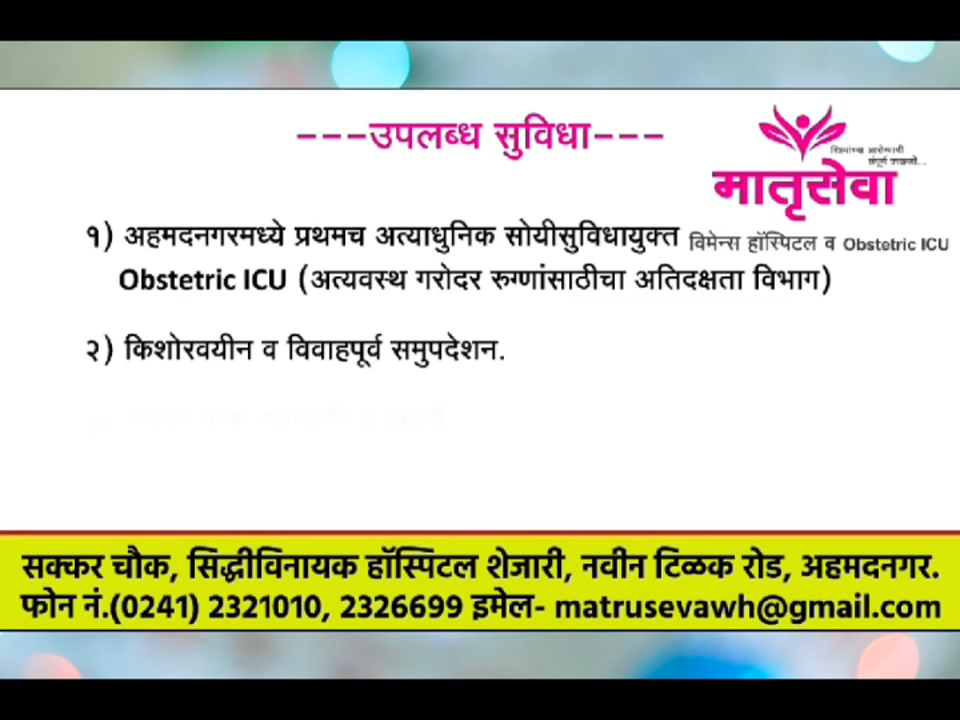 ---उपलब्ध सुविधा---
संपूर्ण
मातृसेवा
विमेन्स हॉस्पिटल व Obstetric ICU
१) अहमदनगरमध्ये प्रथमच अत्याधुनिक सोयीसुविधायुक्त
Obstetric ICU (अत्यवस्थ गरोदर रुग्णांसाठीचा अतिदक्षता विभाग)
२) किशोरवयीन व विवाहपूर्व समुपदेशन.
सक्कर चौक, सिद्धीविनायक हॉस्पिटल शेजारी, नवीन टिळक रोड, अहमदनगर.
फोन नं.(0241) 2321010, 2326699 इमेल- matrusevawh@gmail.com